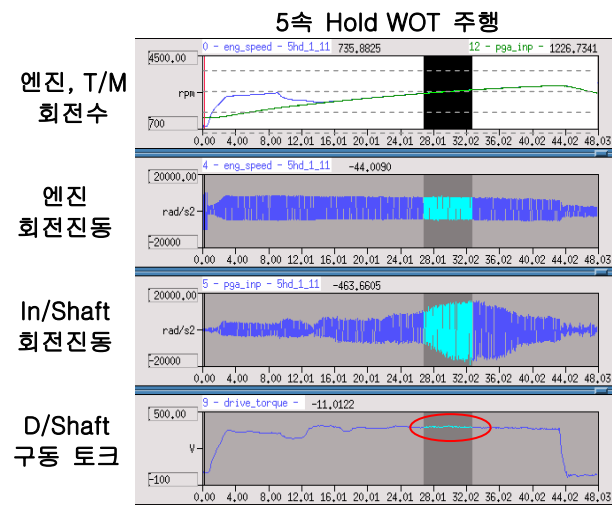 5속 Hold WOT 주행
엔진, T/M
회전수
0 - eng_speed - 5hd_1_11 735.8825 12 - pga_inp - 1226.7341
4500.00
rpm
700
0.00 4.00 8.00 12.00 16.01 20.01 24.01 28.01 32.02 36.02 40.02 44.03 48.03
엔진
회전진동
4 - eng_speed - 5hd_1_11 -44.0090
20000.00
rad/s2
-20000
0.00 4.00 8.00 12.00 16.01 20.01 24.01 28.01 32.02 36.02 40.02 44.03 48.03
In/Shaft
회전진동
5 - pga_inp - 5hd_1_11 -463.6605
20000.00
rad/s2
-20000
0.00 4.00 8.00 12.00 16.01 20.01 24.01 28.01 32.02 36.02 40.02 44.03 48.03
D/Shaft
구동 토크
9 - drive_torque - -11.0122
500.00
V
-100
0.00 4.00 8.00 12.00 16.01 20.01 24.01 28.01 32.02 36.02 40.02 44.03 48.03